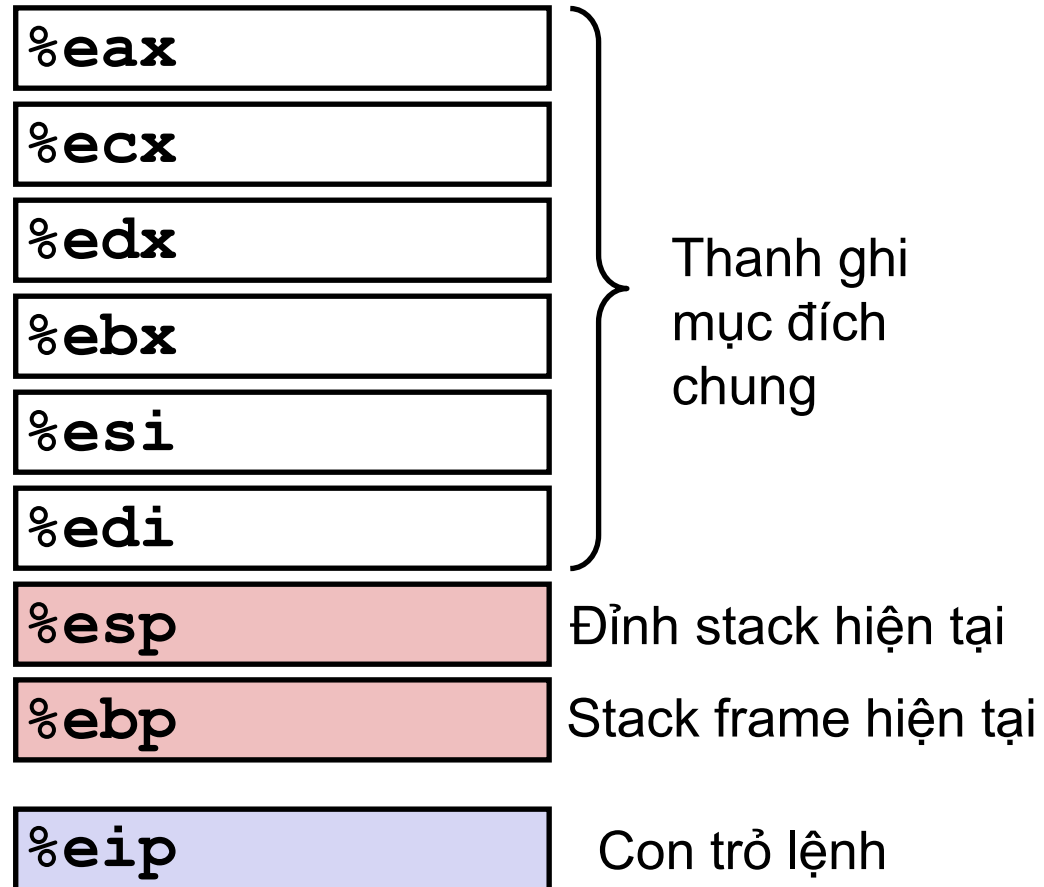 %eax
%ecx
%edx
%ebx
%esi
%edi
Thanh ghi
mục đích
chung
%esp
Đỉnh stack hiện tại
%ebp
Stack frame hiện tại
%eip
Con trỏ lệnh